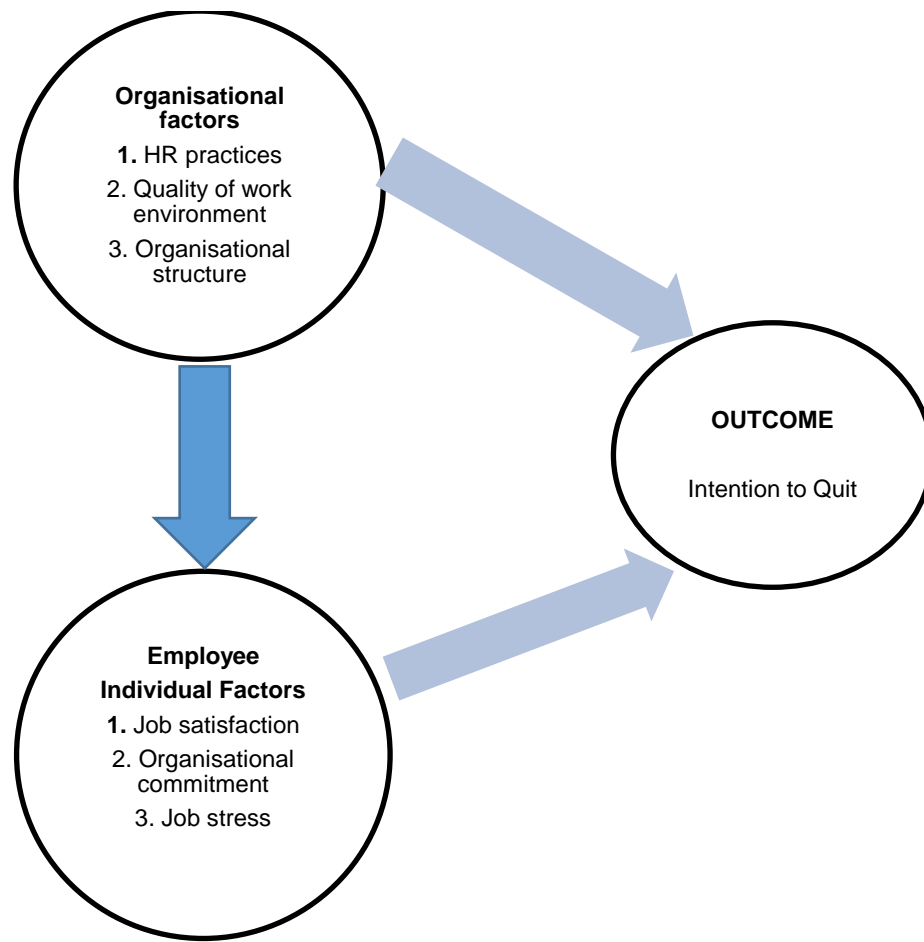 Organisational
factors
1. HR practices
2. Quality of work
environment
3. Organisational
structure
OUTCOME
Intention to Quit
Employee
Individual Factors
1. Job satisfaction
2. Organisational
commitment
3. Job stress